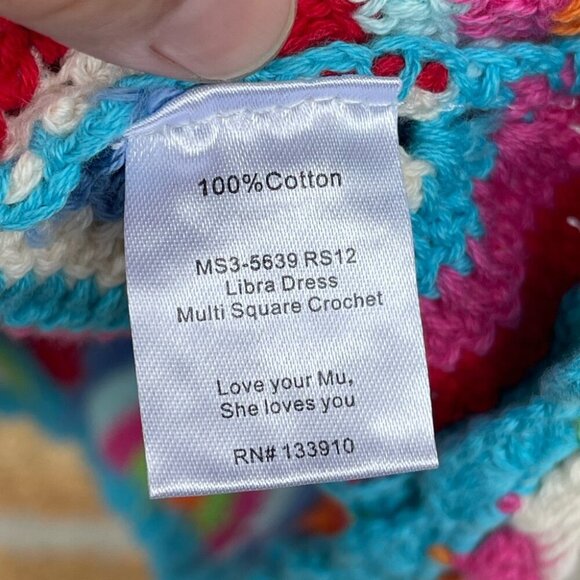 100%Cotton
MS3-5639 RS12
Libra Dress
Multi Square Crochet
Love your Mu,
She loves you
RN# 133910